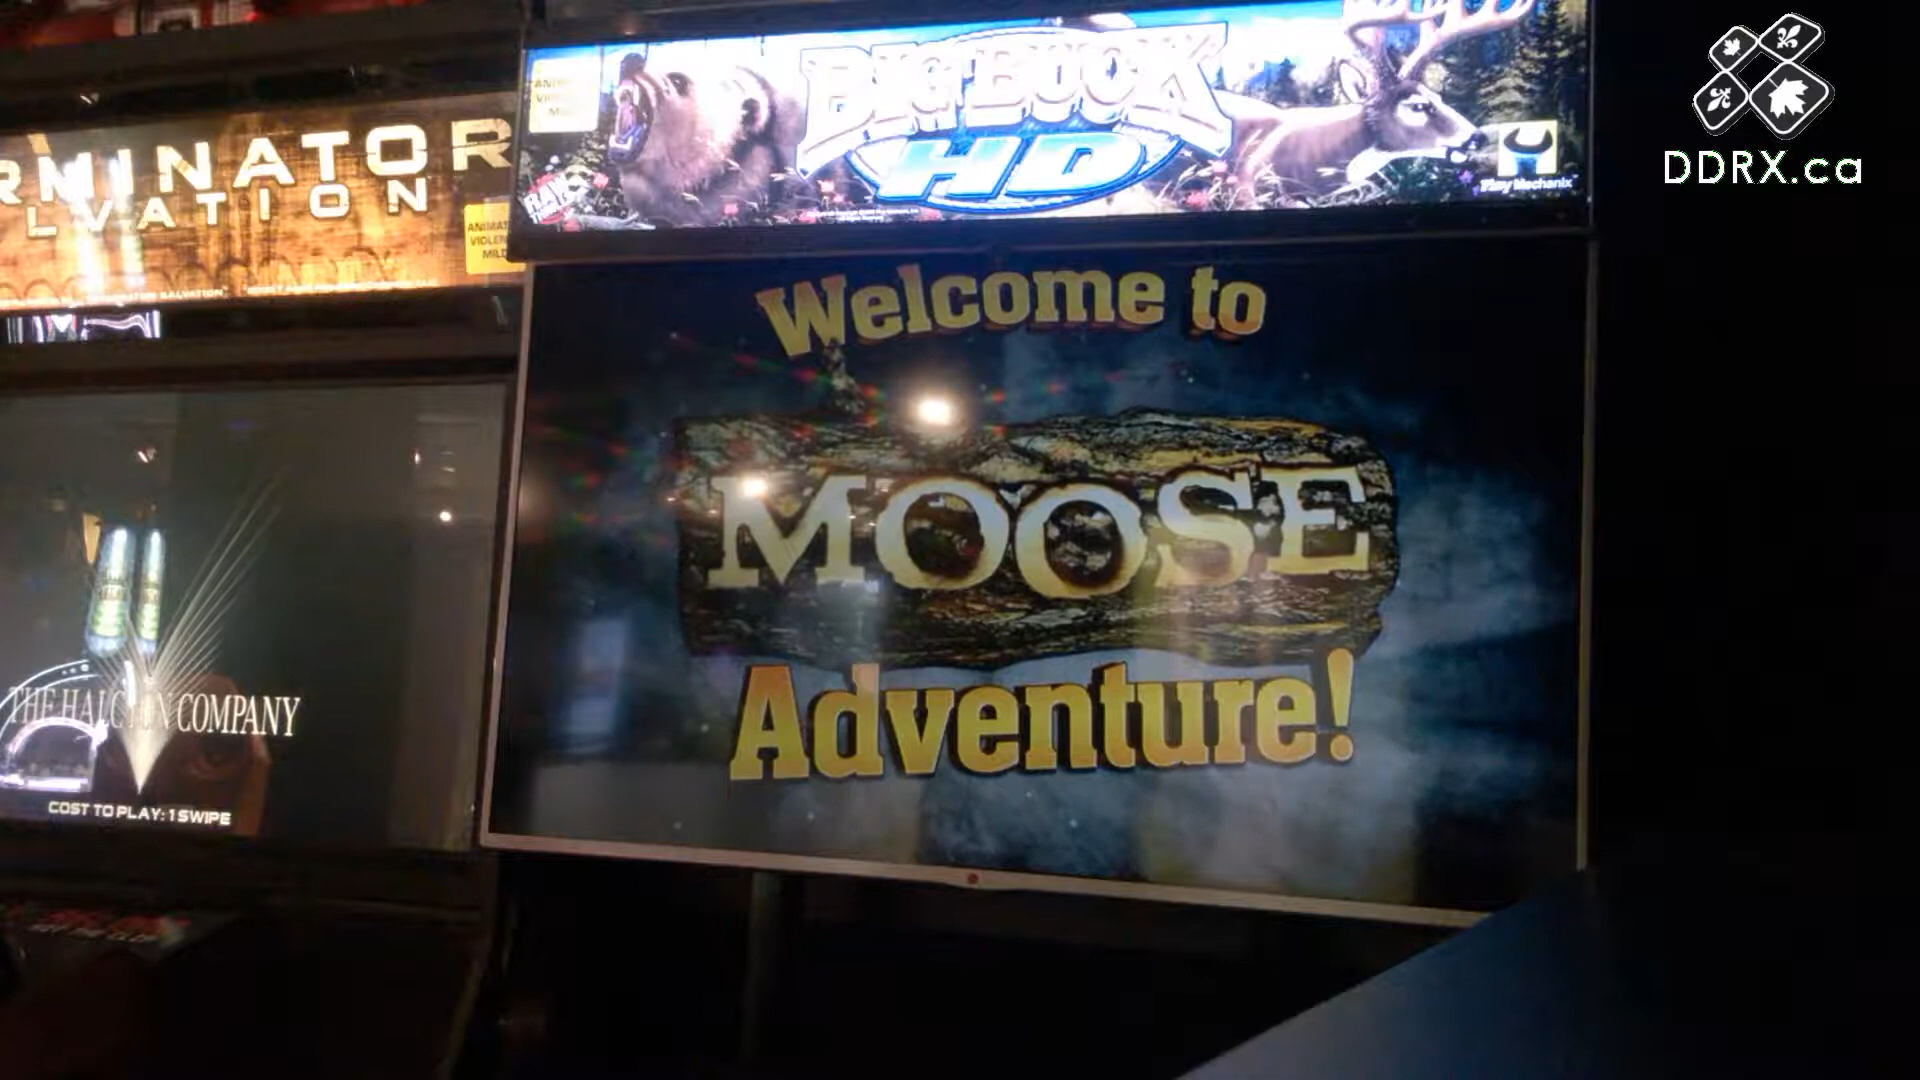 RMINATOR
LVATION
BIG BUCK
HD
RAW
Play Mechanix
Welcome to
MOOSE
Adventure!
THE HALCYON COMPANY
COST TO PLAY: 1 SWIPE
DDRX.ca